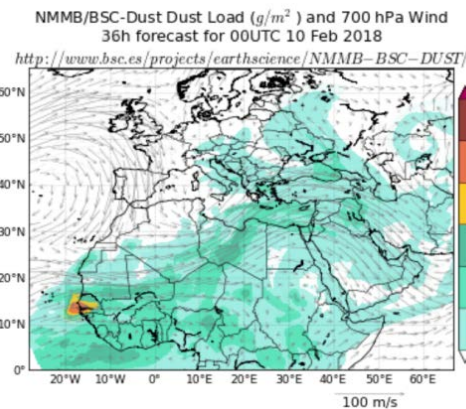 NMMB/BSC-Dust Dust Load (g/m² ) and 700 hPa Wind
36h forecast for 00UTC 10 Feb 2018
http://www.bsc.es/projects/earthscience/NMMB−BSC−DUST/
60°N
50°N
40°N
30°N
20°N
10°N
0°
20°W 10°W 0° 10°E 20°E 30°E 40°E 50°E 60°E
100 m/s